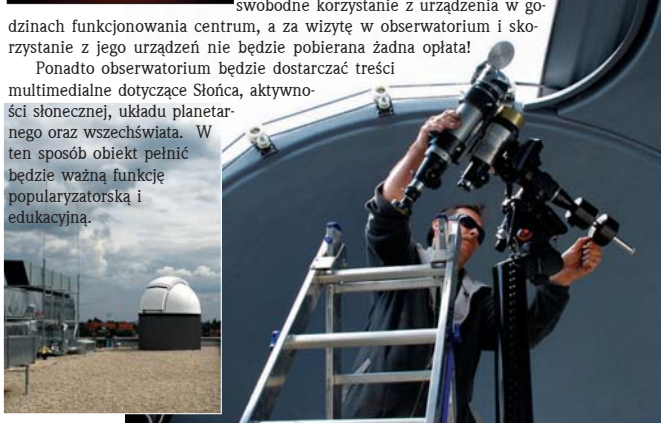 swobodne korzystanie z urządzenia w go-
dzinach funkcjonowania centrum, a za wizytę w obserwatorium i sko-
rzystanie z jego urządzeń nie będzie pobierana żadna opłata!
Ponadto obserwatorium będzie dostarczać treści
multimedialne dotyczące Słońca, aktywno-
ści słonecznej, układu planetar-
nego oraz wszechświata. W
ten sposób obiekt pełnić
będzie ważną funkcję
popularyzatorską i
edukacyjną.